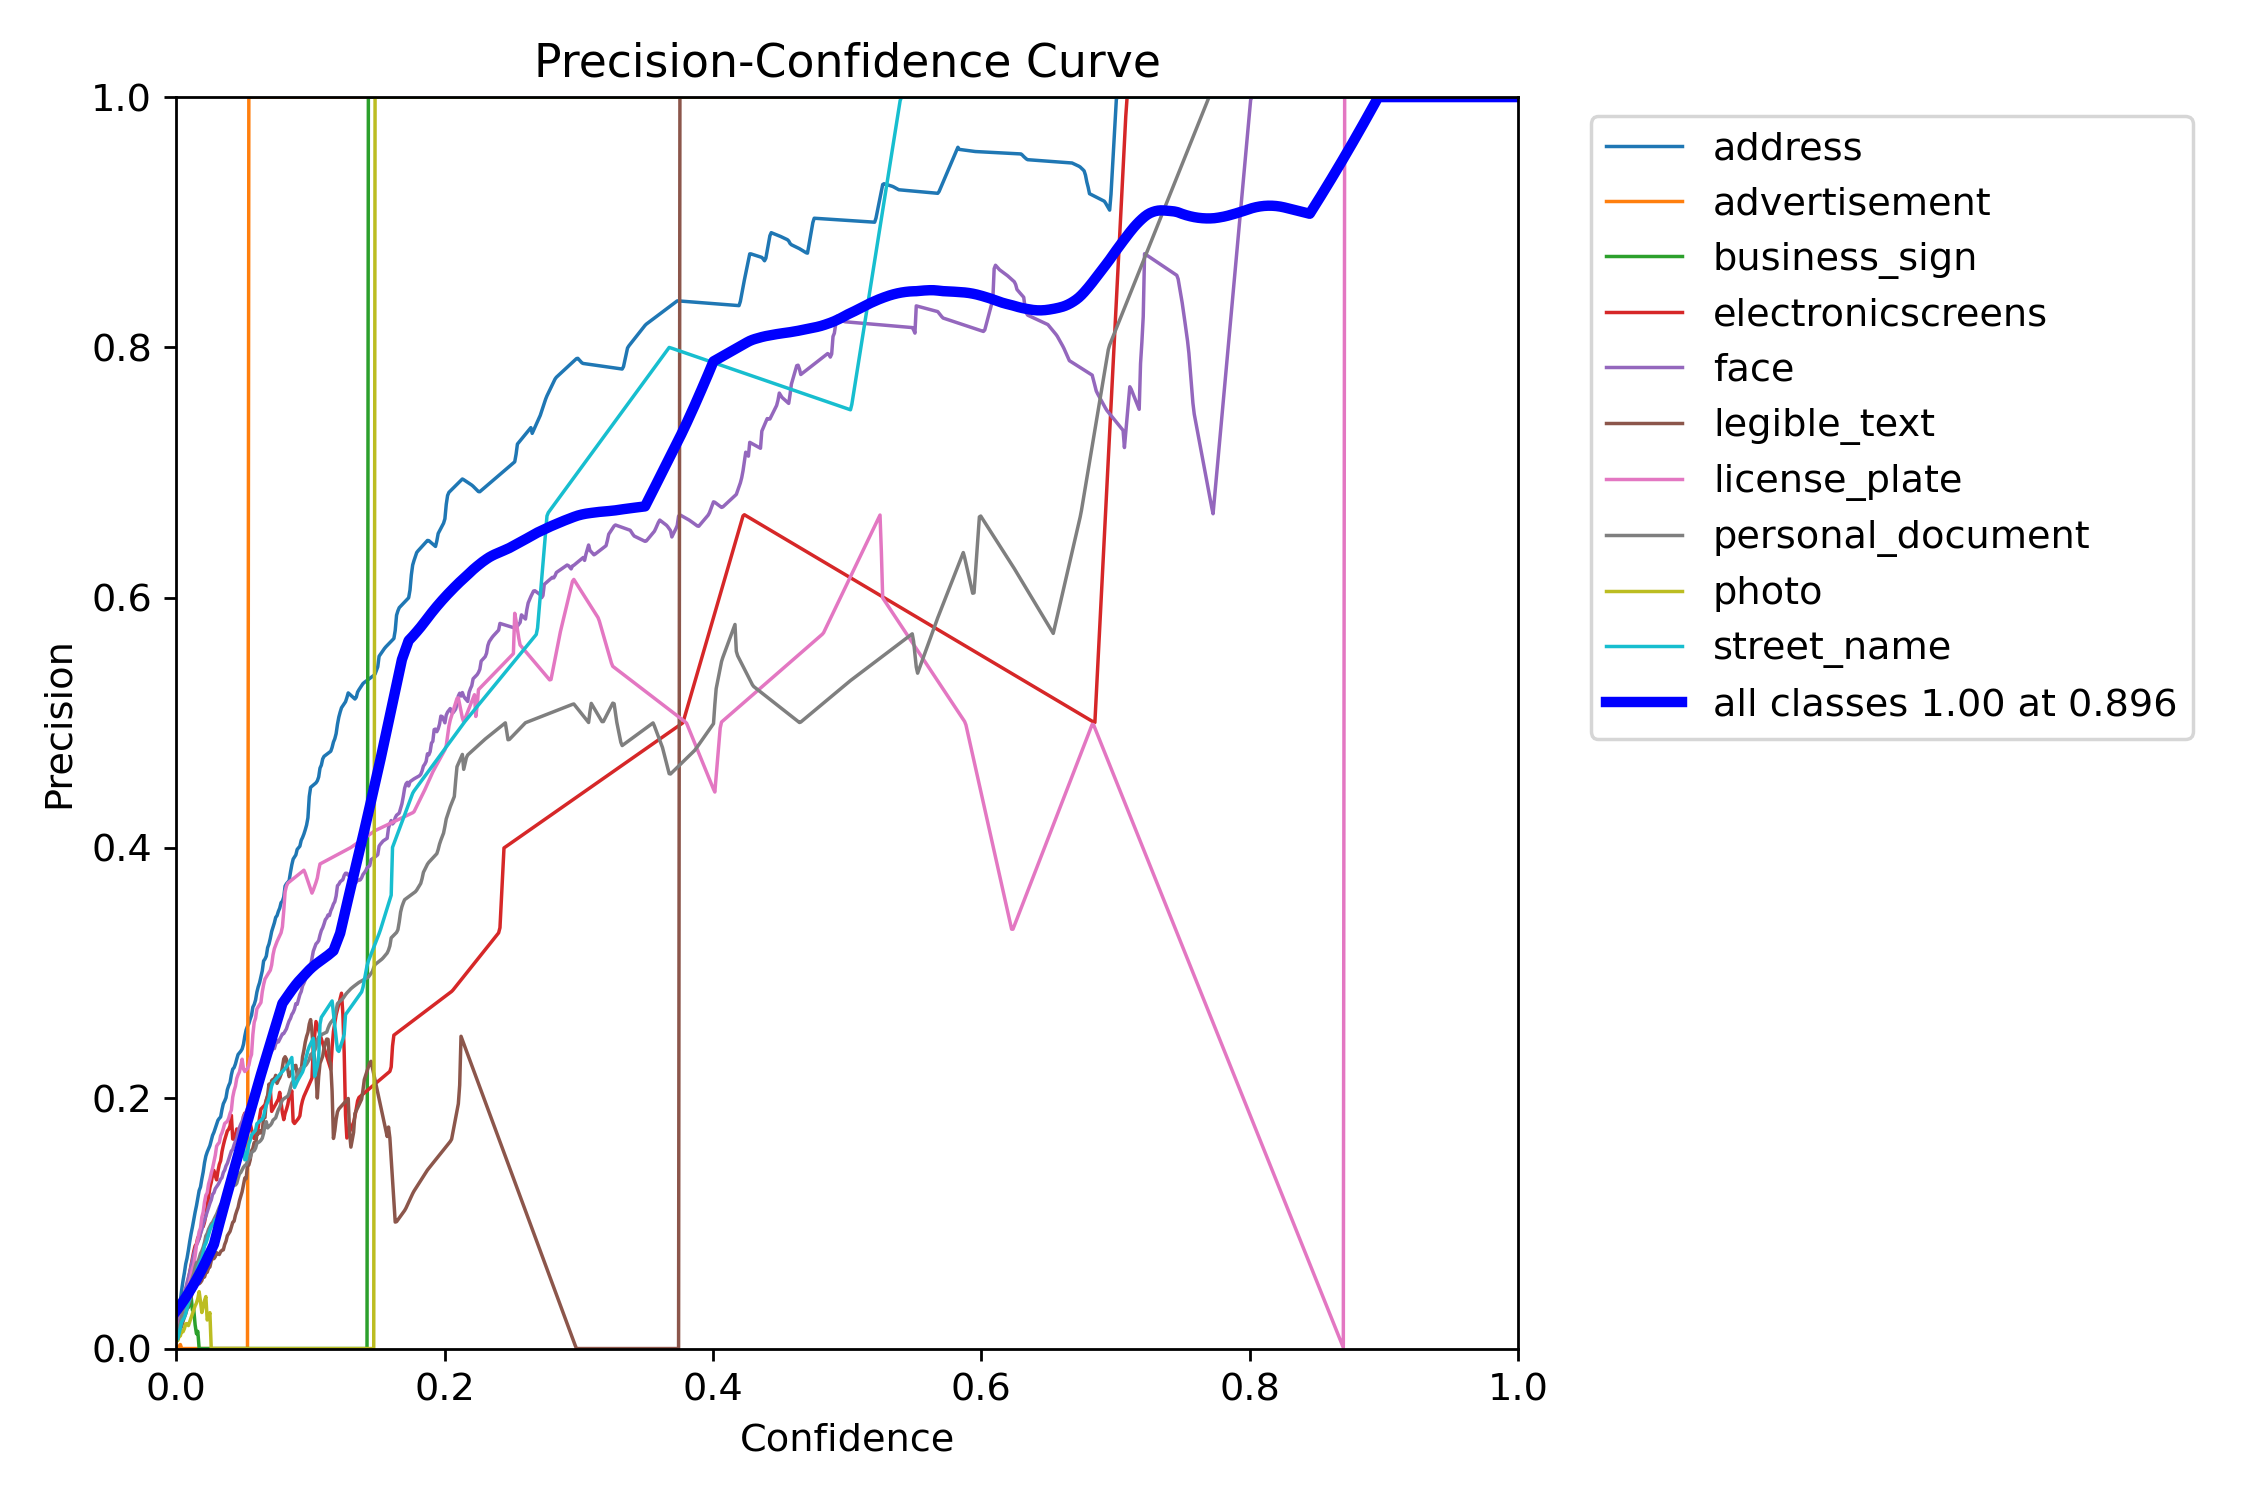 Precision-Confidence Curve
1.0
0.8
0.6
0.4
0.2
0.0
Precision
0.0 0.2 0.4 0.6 0.8 1.0
Confidence
address
advertisement
business_sign
electronicscreens
face
legible_text
license_plate
personal_document
photo
street_name
all classes 1.00 at 0.896